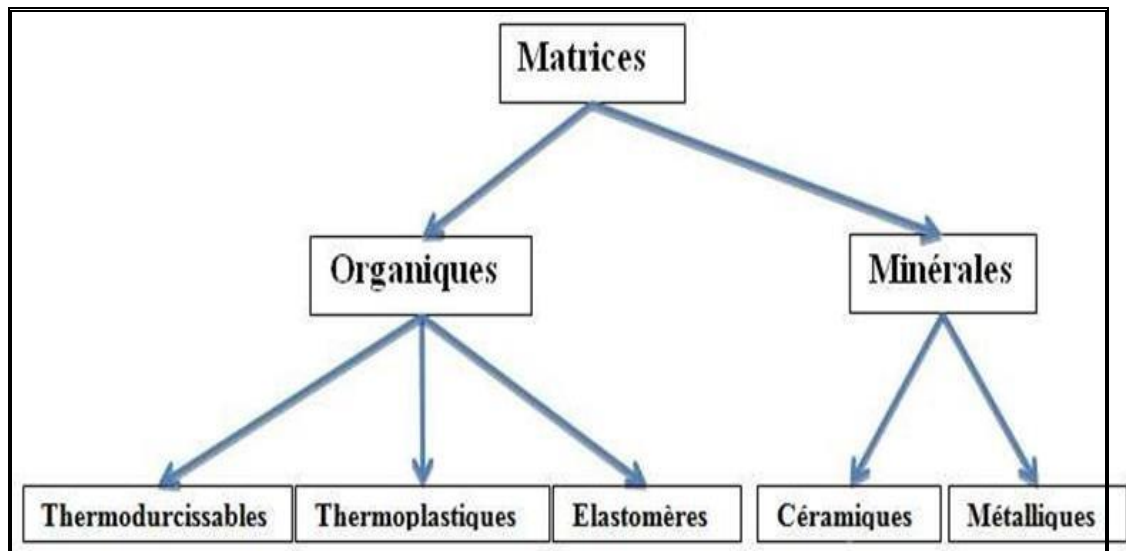 Matrices
Organiques
Minérales
Thermodurcissables
Thermoplastiques
Elastomères
Céramiques
Métalliques